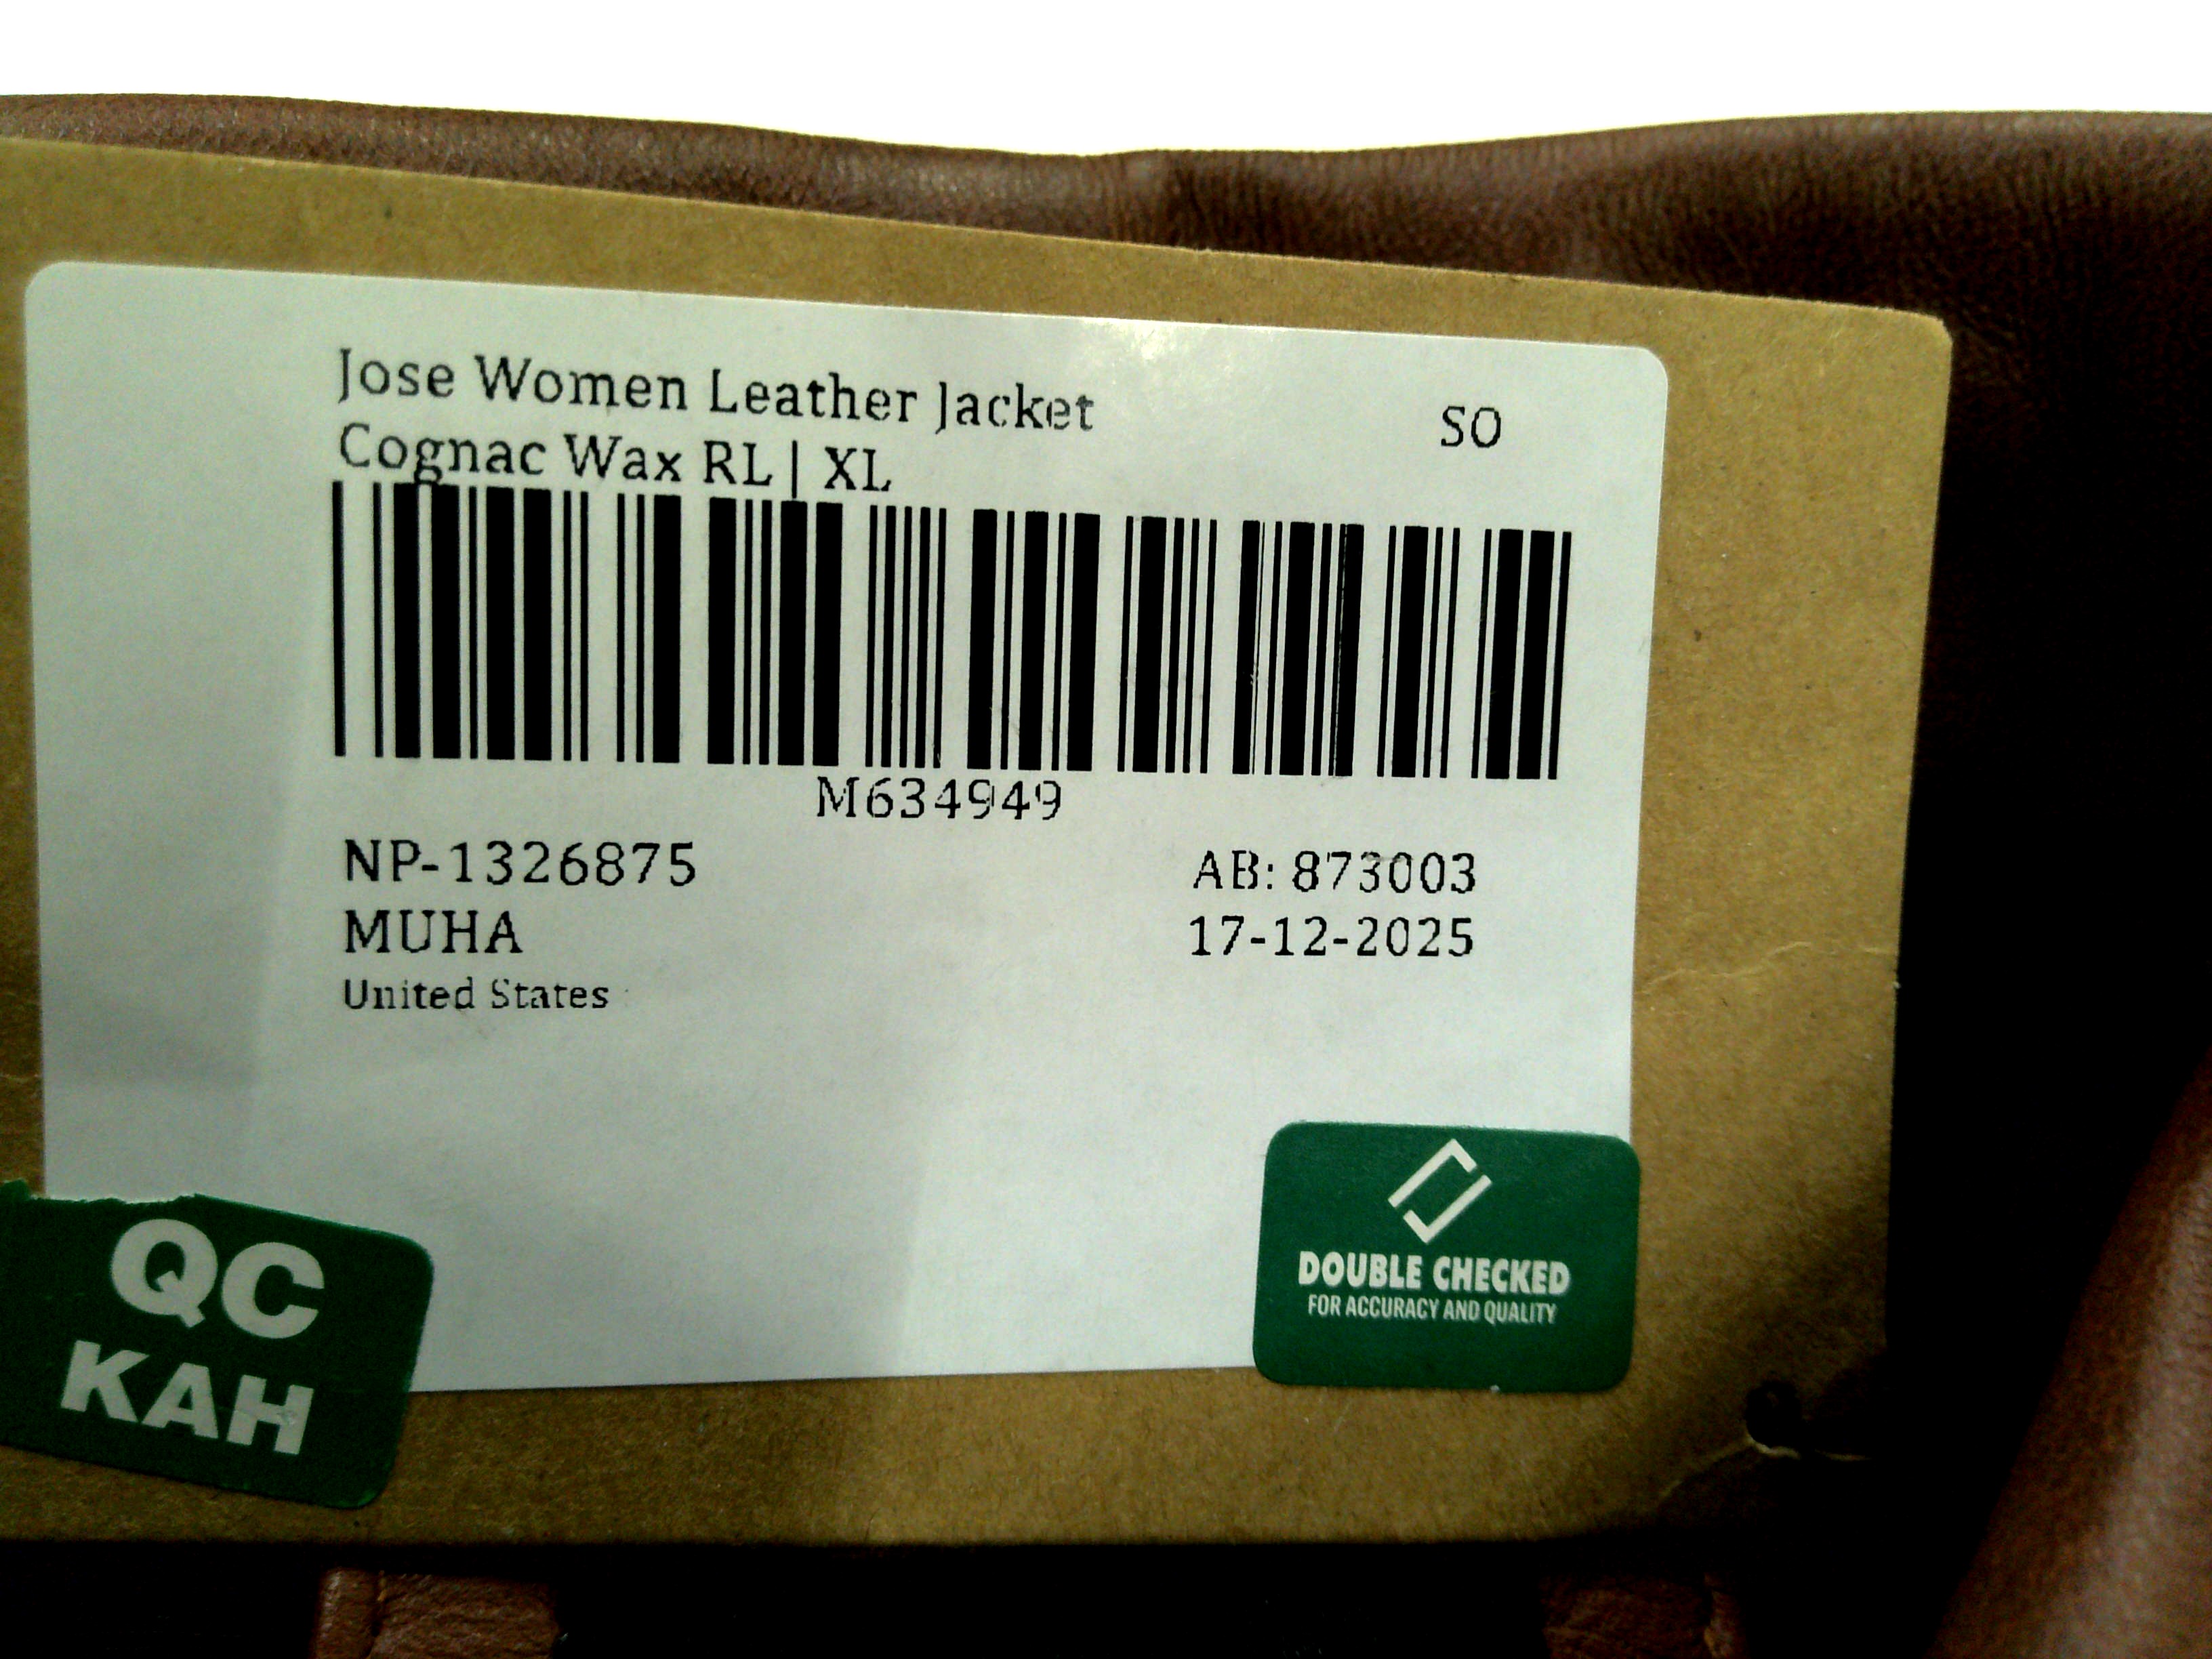 Jose Women Leather Jacket
SO
Cognac Wax RL | XL
M634949
NP-1326875
AB: 873003
MUHA
17-12-2025
United States
QC
KAH
DOUBLE CHECKED
FOR ACCURACY AND QUALITY